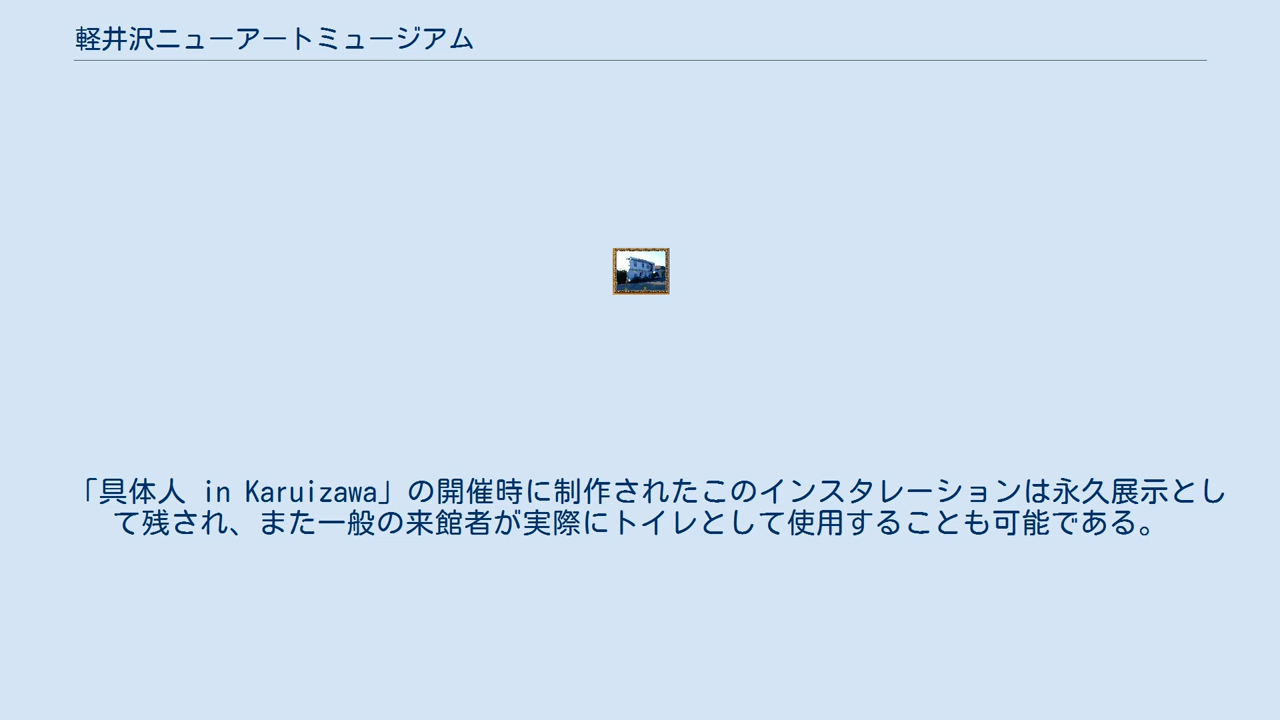 軽井沢ニューアートミュージアム
「具体人 in Karuizawa」の開催時に制作されたこのインスタレーションは永久展示とし
て残され、また一般の来館者が実際にトイレとして使用することも可能である。